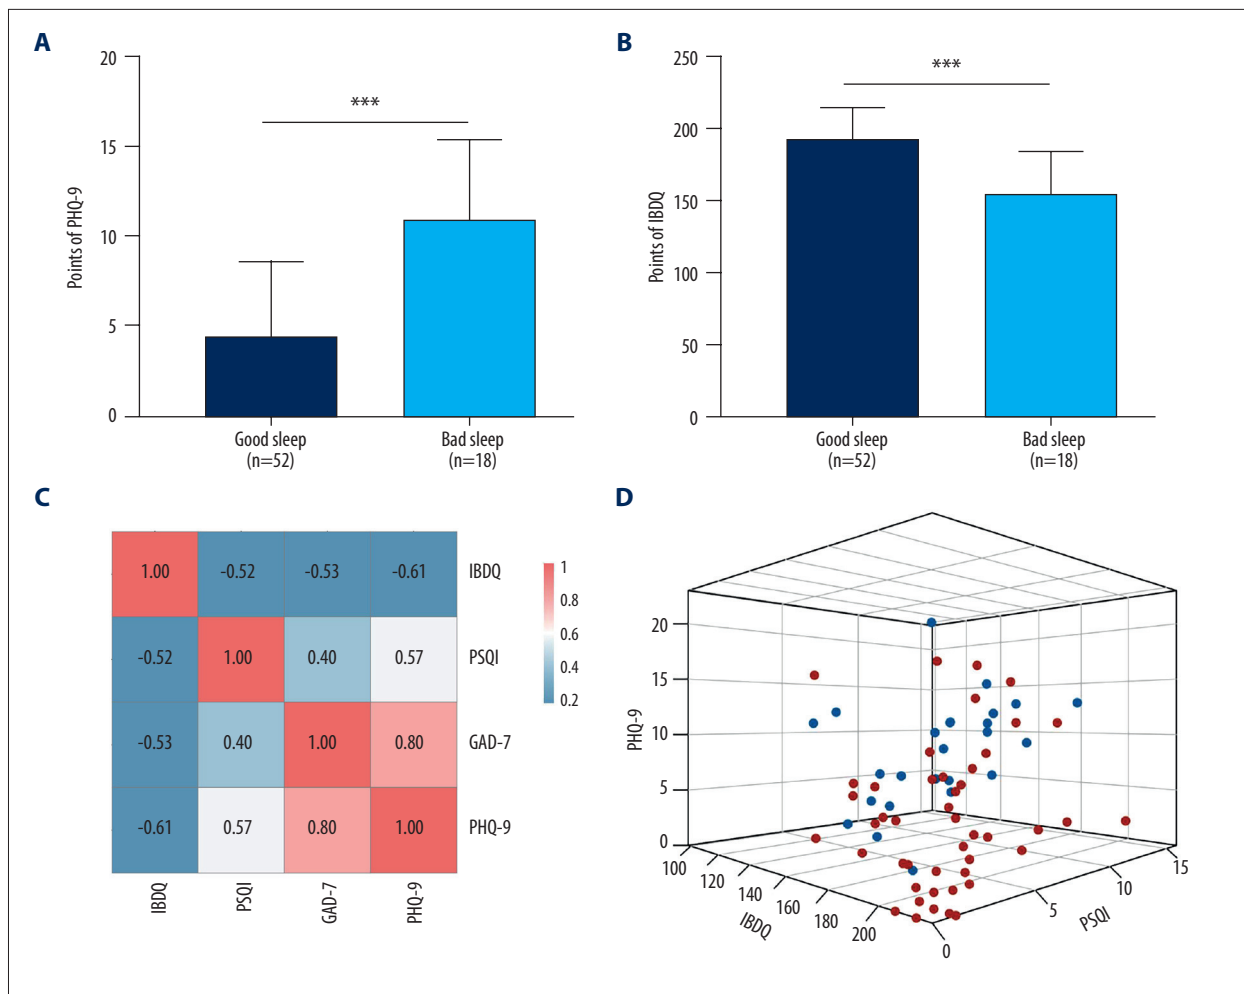 A
20
15
10
5
0
Points of PHQ-9
***
Good sleep
(n=52)
Bad sleep
(n=18)
B
250
200
150
100
50
0
Points of IBDQ
***
Good sleep
(n=52)
Bad sleep
(n=18)
C
1.00 -0.52 -0.53 -0.61 IBDQ
-0.52 1.00 0.40 0.57 PSQI
-0.53 0.40 1.00 0.80 GAD-7
-0.61 0.57 0.80 1.00 PHQ-9
IBDQ PSQI GAD-7 PHQ-9
1
0.8
0.6
0.4
0.2
D
20
15
10
5
0
PHQ-9
100
120
140
160
180
200
IBDQ
0
5
10
15
PSQI